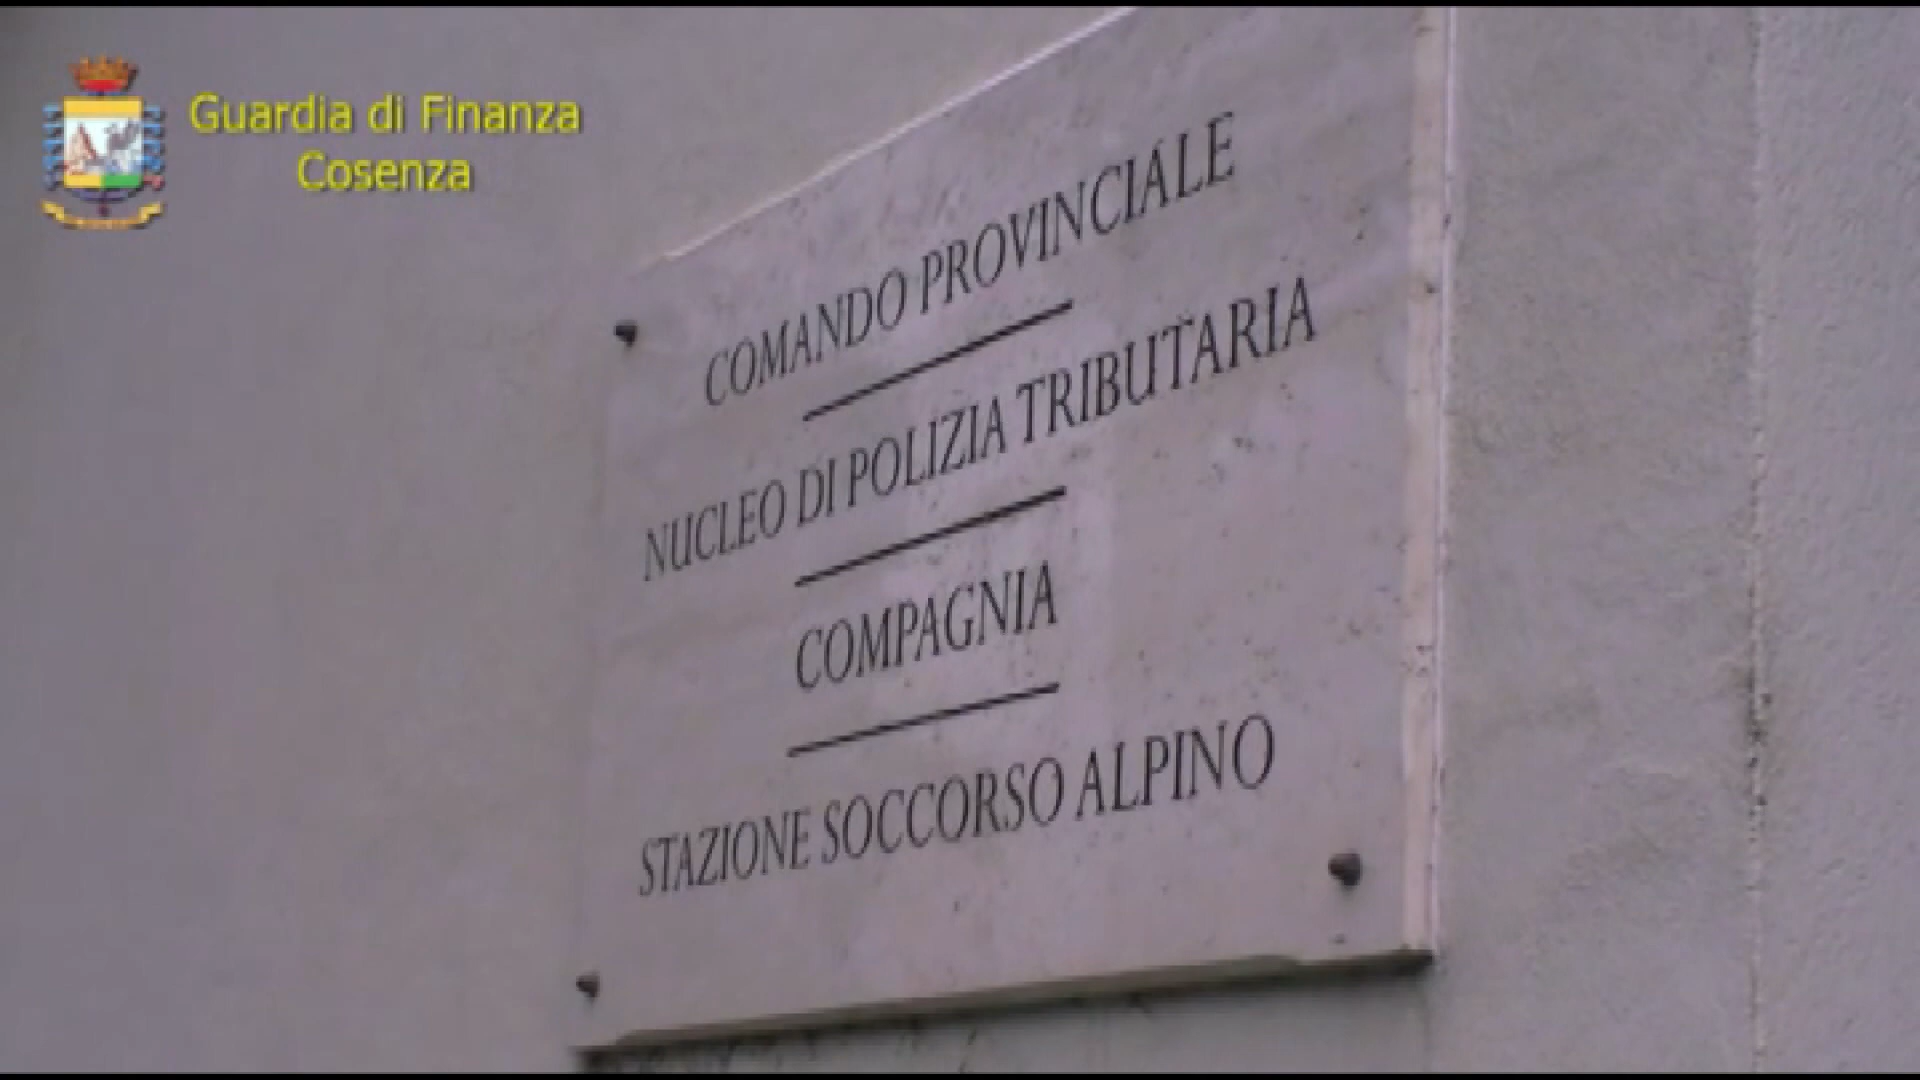 Guardia di Finanza
Cosenza
COMANDO PROVINCIALE
NUCLEO DI POLIZIA TRIBUTARIA
COMPAGNIA
STAZIONE SOCCORSO ALPINO